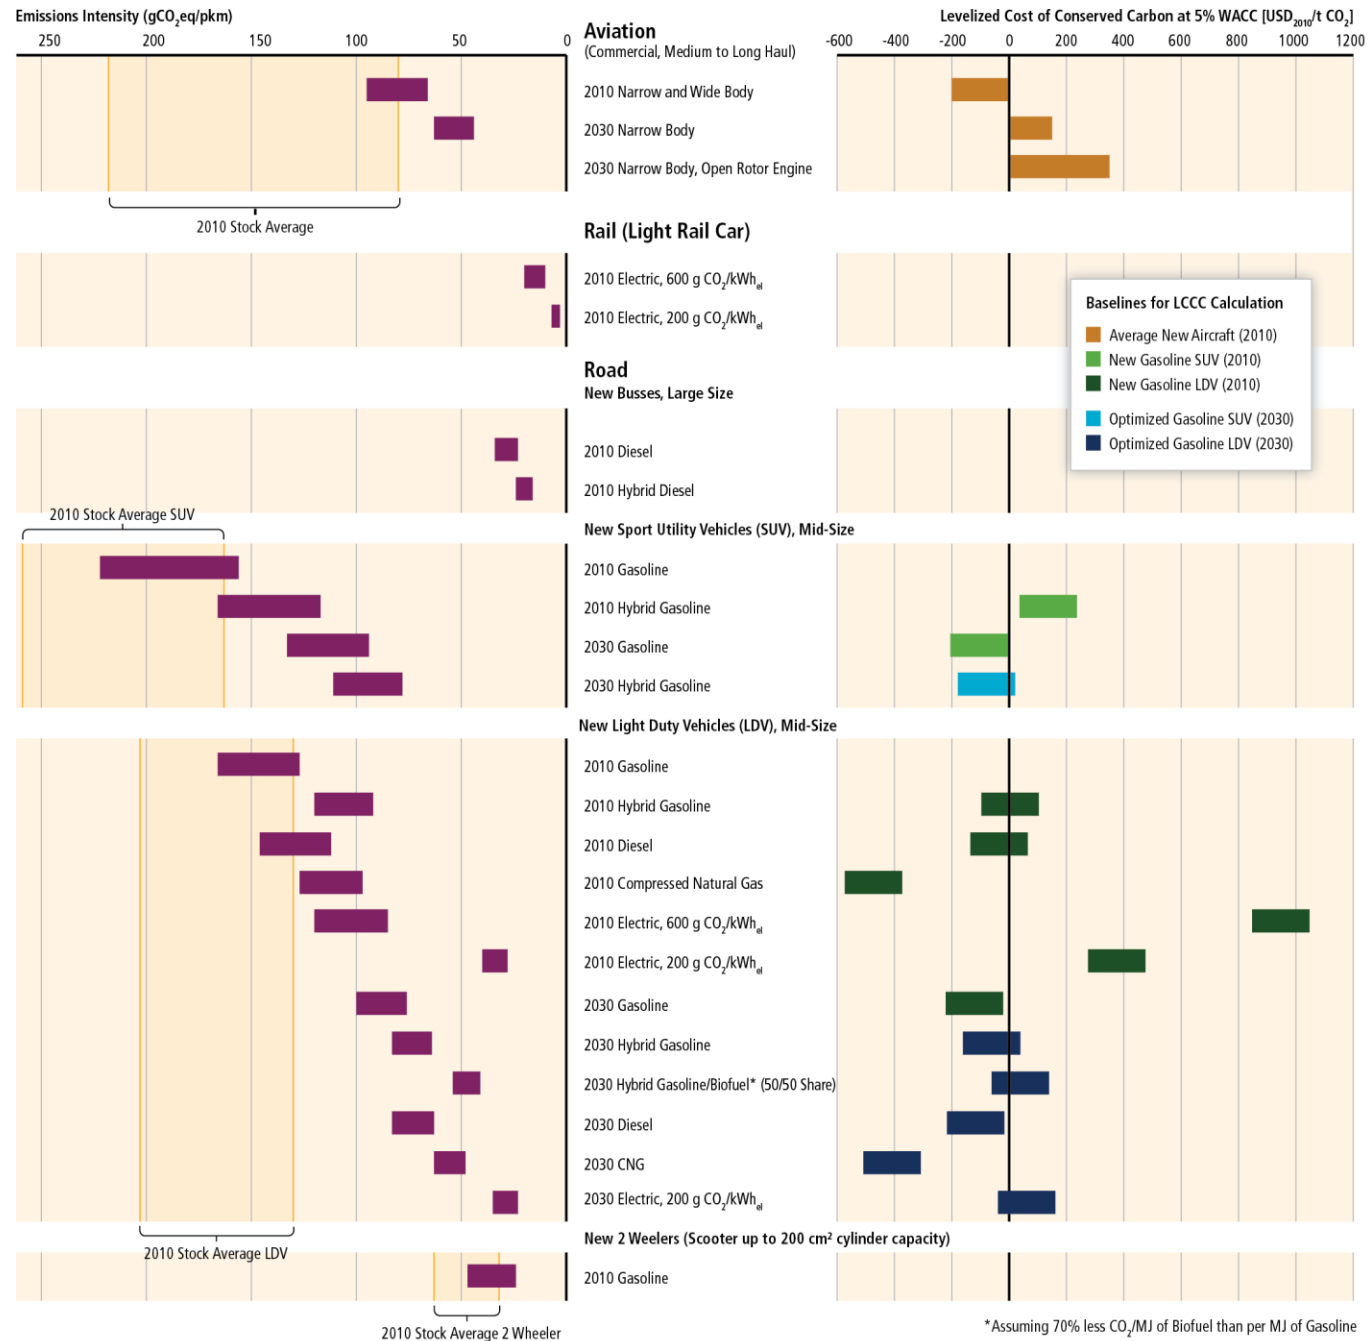 Emissions Intensity (gCO₂eq/pkm)
Levelized Cost of Conserved Carbon at 5% WACC [USD₂₀₁₀/t CO₂]
250 200 150 100 50 0
Aviation
(Commercial, Medium to Long Haul)
-600 -400 -200 0 200 400 600 800 1000 1200
2010 Narrow and Wide Body
2030 Narrow Body
2030 Narrow Body, Open Rotor Engine
2010 Stock Average
Rail (Light Rail Car)
2010 Electric, 600 g CO₂/kWhₑₗ
2010 Electric, 200 g CO₂/kWhₑₗ
Baselines for LCCC Calculation
Average New Aircraft (2010)
New Gasoline SUV (2010)
New Gasoline LDV (2010)
Optimized Gasoline SUV (2030)
Optimized Gasoline LDV (2030)
Road
New Busses, Large Size
2010 Diesel
2010 Hybrid Diesel
2010 Stock Average SUV
New Sport Utility Vehicles (SUV), Mid-Size
2010 Gasoline
2010 Hybrid Gasoline
2030 Gasoline
2030 Hybrid Gasoline
New Light Duty Vehicles (LDV), Mid-Size
2010 Gasoline
2010 Hybrid Gasoline
2010 Diesel
2010 Compressed Natural Gas
2010 Electric, 600 g CO₂/kWhₑₗ
2010 Electric, 200 g CO₂/kWhₑₗ
2030 Gasoline
2030 Hybrid Gasoline
2030 Hybrid Gasoline/Biofuel* (50/50 Share)
2030 Diesel
2030 CNG
2030 Electric, 200 g CO₂/kWhₑₗ
2010 Stock Average LDV
New 2 Weelers (Scooter up to 200 cm² cylinder capacity)
2010 Gasoline
2010 Stock Average 2 Wheeler
*Assuming 70% less CO₂/MJ of Biofuel than per MJ of Gasoline